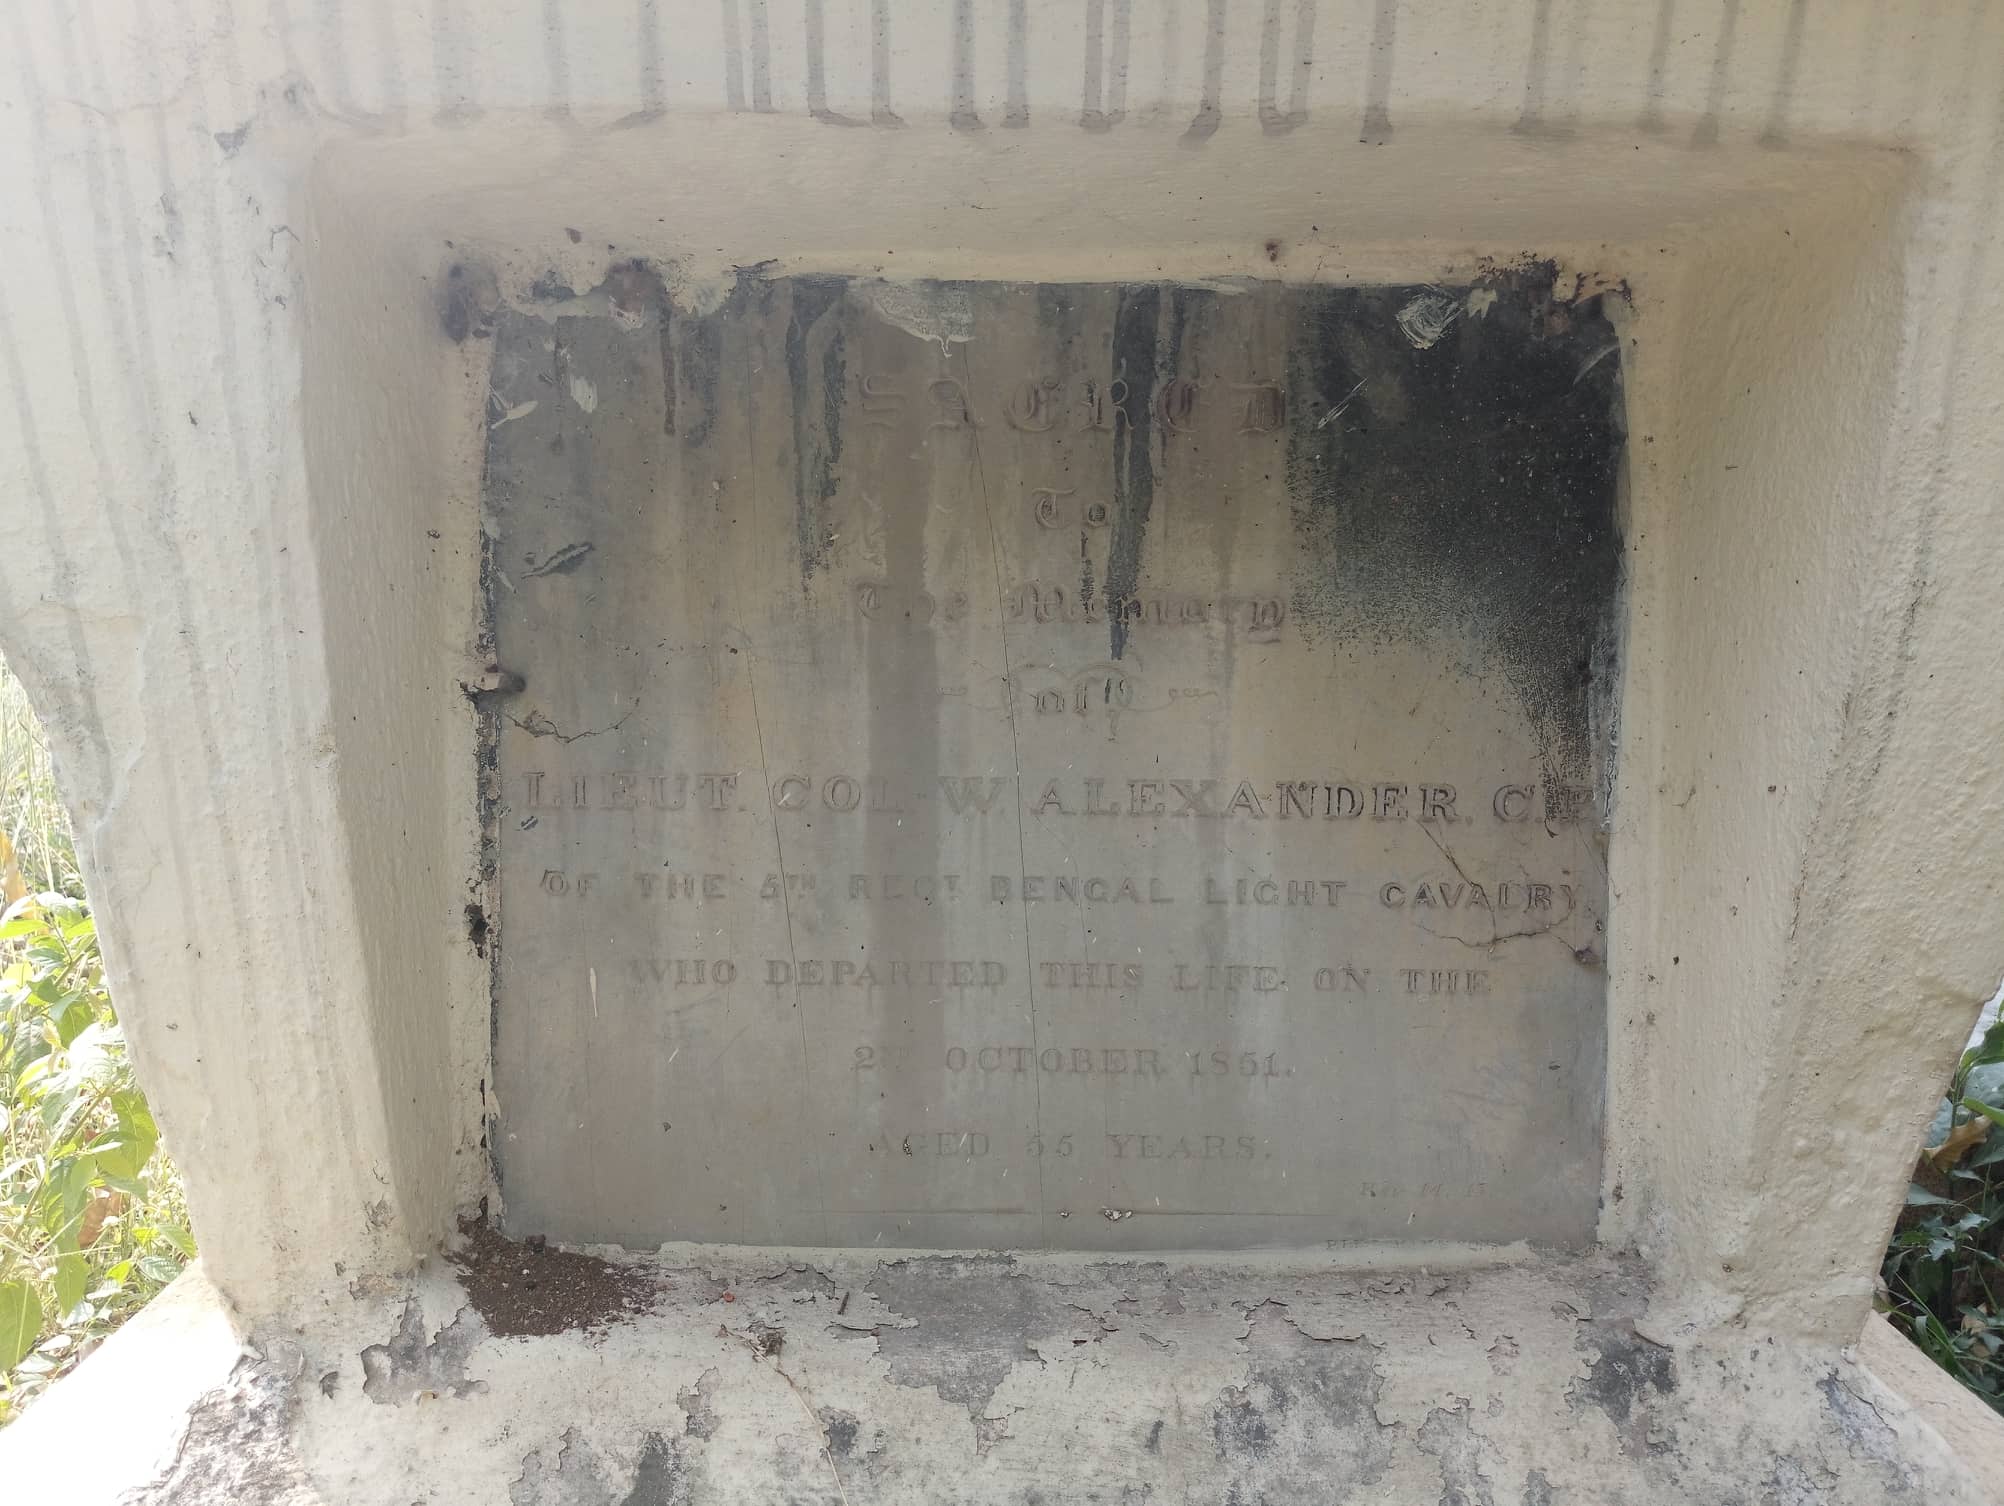 SACRED
To
The Memory
of
LIEUT. COL. W. ALEXANDER. C.B
OF THE 5TH REGT BENGAL LIGHT CAVALRY
WHO DEPARTED THIS LIFE ON THE
OCTOBER 1851.
AGED 55 YEARS.